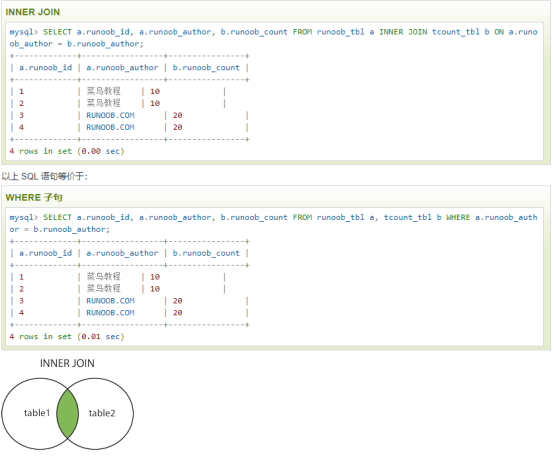 INNER JOIN
mysql> SELECT a.runoob_id, a.runoob_author, b.runoob_count FROM runoob_tbl a INNER JOIN tcount_tbl b ON a.runo
ob_author = b.runoob_author;
+-------------+-----------------+----------------+
| a.runoob_id | a.runoob_author | b.runoob_count |
+-------------+-----------------+----------------+
| 1 | 菜鸟教程 | 10 |
| 2 | 菜鸟教程 | 10 |
| 3 | RUNOOB.COM | 20 |
| 4 | RUNOOB.COM | 20 |
+-------------+-----------------+----------------+
4 rows in set (0.00 sec)
以上 SQL 语句等价于:
WHERE 子句
mysql> SELECT a.runoob_id, a.runoob_author, b.runoob_count FROM runoob_tbl a, tcount_tbl b WHERE a.runoob_auth
or = b.runoob_author;
+-------------+-----------------+----------------+
| a.runoob_id | a.runoob_author | b.runoob_count |
+-------------+-----------------+----------------+
| 1 | 菜鸟教程 | 10 |
| 2 | 菜鸟教程 | 10 |
| 3 | RUNOOB.COM | 20 |
| 4 | RUNOOB.COM | 20 |
+-------------+-----------------+----------------+
4 rows in set (0.01 sec)
INNER JOIN
table1 table2